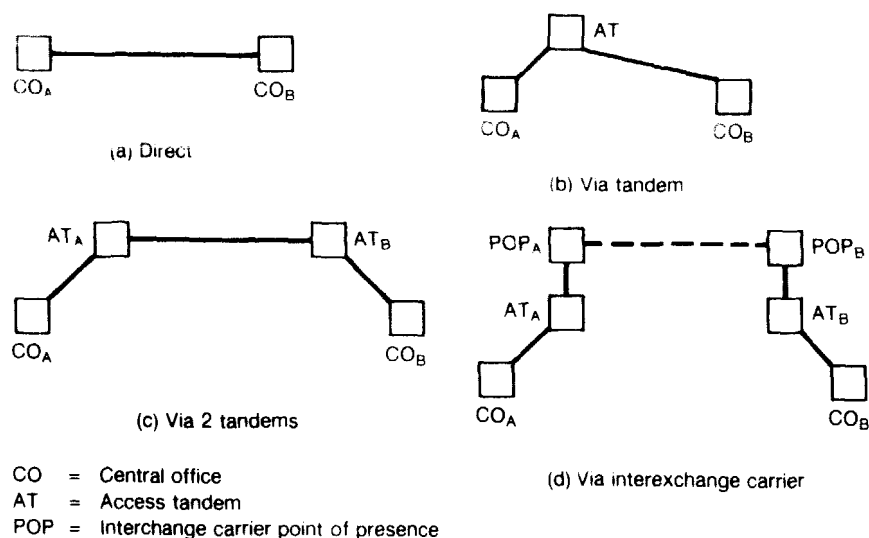 CO_A
CO_B
(a) Direct
AT
CO_A
CO_B
(b) Via tandem
AT_A
AT_B
CO_A
CO_B
(c) Via 2 tandems
POP_A
POP_B
AT_A
AT_B
CO_A
CO_B
(d) Via interexchange carrier
CO = Central office
AT = Access tandem
POP = Interchange carrier point of presence